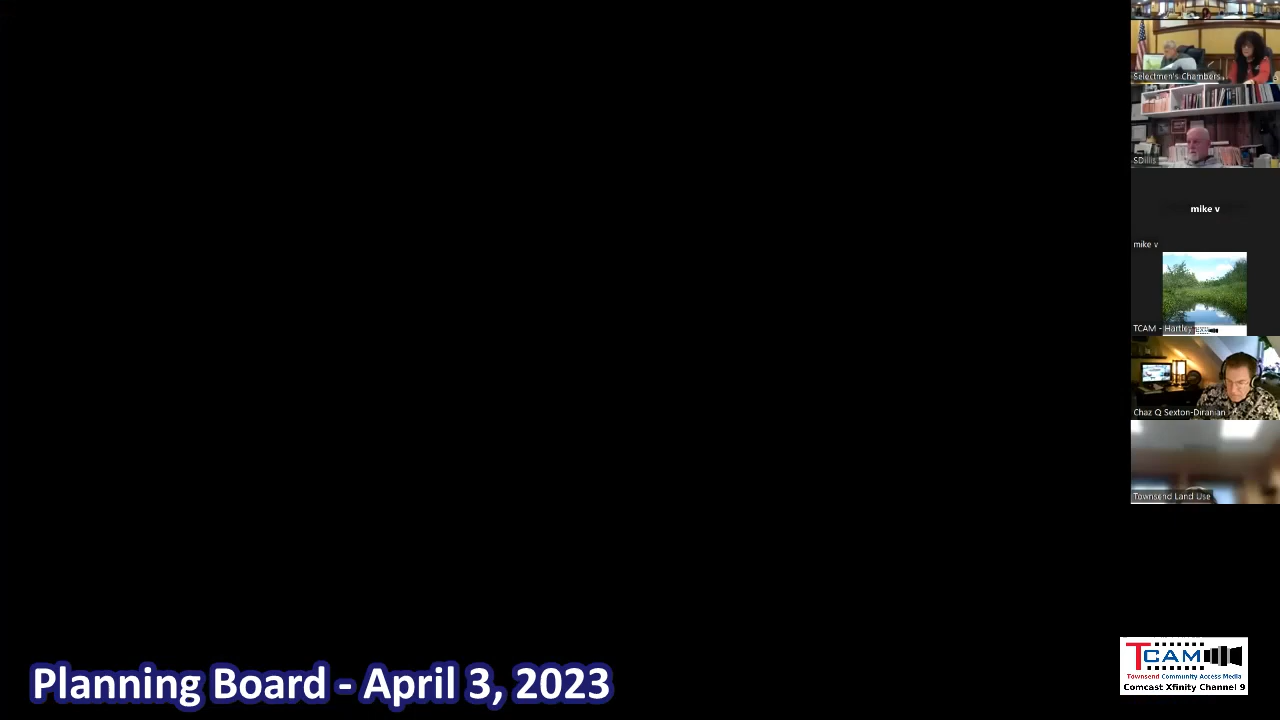 Selectmen's Chambers
SDillis
mike v
mike v
TCAM - Hartley
TCAM
Chaz Q Sexton-Diranian
Townsend Land Use
TCAM
Townsend Community Access Media
Comcast Xfinity Channel 9
Planning Board - April 3, 2023